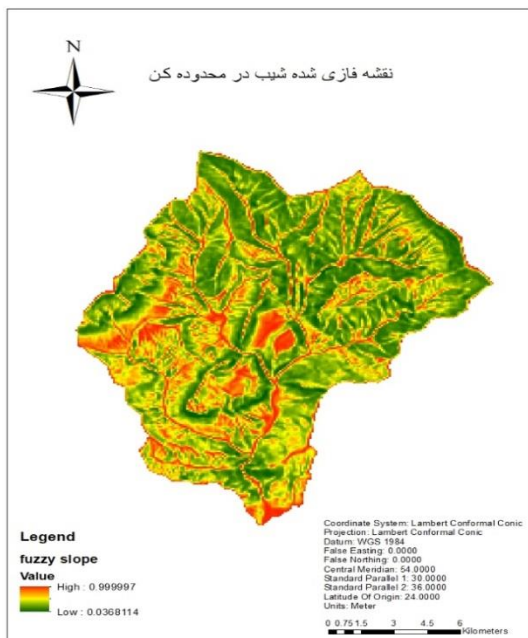 N
نقشه فازی شده شیب در محدوده کن
Legend
fuzzy slope
Value
High : 0.999997
Low : 0.0368114
Coordinate System: Lambert Conformal Conic
Projection: Lambert Conformal Conic
Datum: WGS 1984
False Easting: 0.0000
False Northing: 0.0000
Central Meridian: 54.0000
Standard Parallel 1: 30.0000
Standard Parallel 2: 36.0000
Latitude Of Origin: 24.0000
Units: Meter
0 0.75 1.5 3 4.5 6
Kilometers